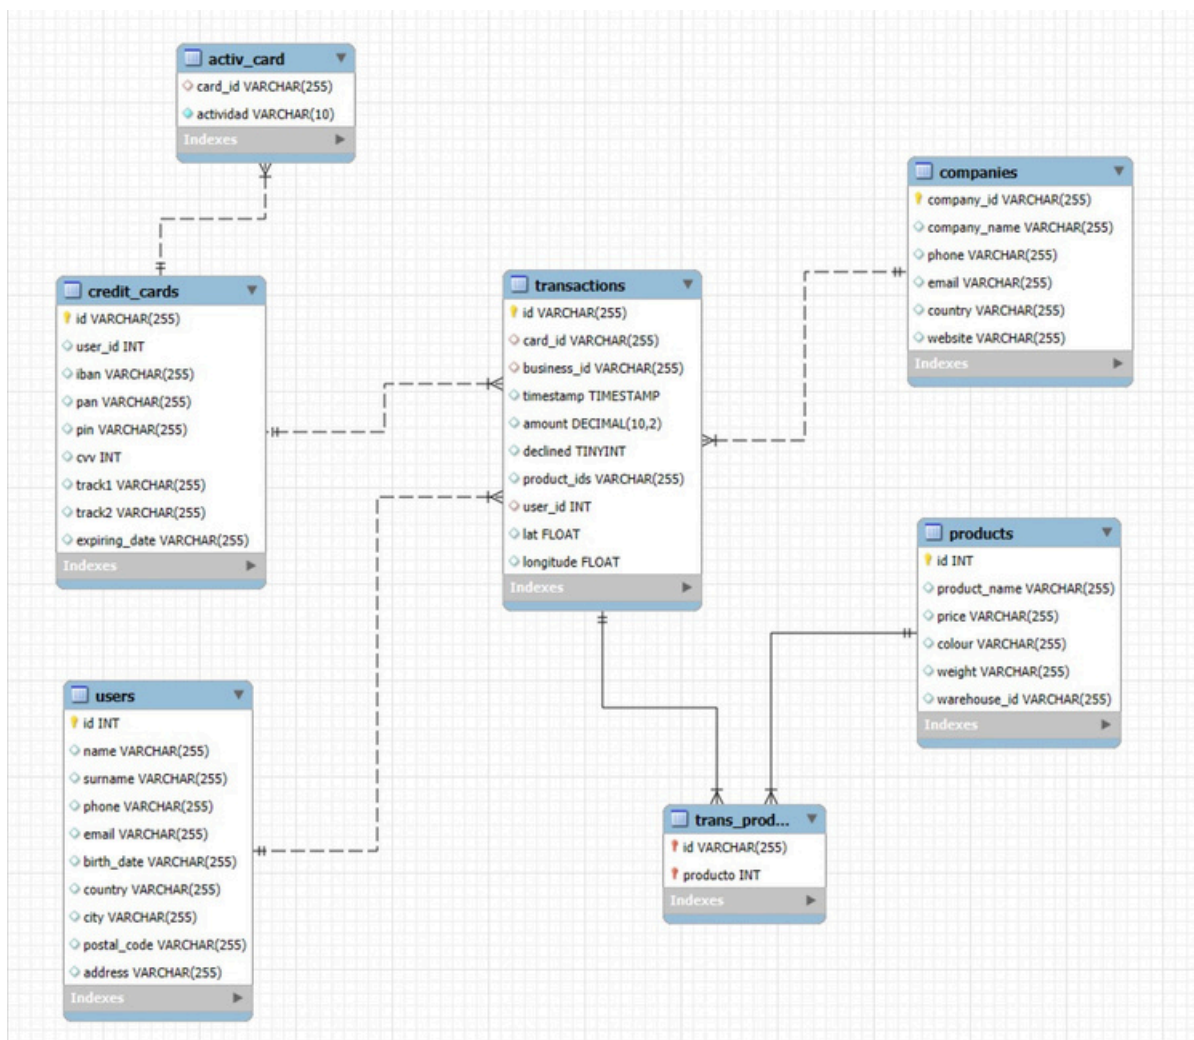 activ_card
card_id VARCHAR(255)
actividad VARCHAR(10)
Indexes
credit_cards
id VARCHAR(255)
user_id INT
iban VARCHAR(255)
pan VARCHAR(255)
pin VARCHAR(255)
cvv INT
track1 VARCHAR(255)
track2 VARCHAR(255)
expiring_date VARCHAR(255)
Indexes
users
id INT
name VARCHAR(255)
surname VARCHAR(255)
phone VARCHAR(255)
email VARCHAR(255)
birth_date VARCHAR(255)
country VARCHAR(255)
city VARCHAR(255)
postal_code VARCHAR(255)
address VARCHAR(255)
Indexes
transactions
id VARCHAR(255)
card_id VARCHAR(255)
business_id VARCHAR(255)
timestamp TIMESTAMP
amount DECIMAL(10,2)
declined TINYINT
product_ids VARCHAR(255)
user_id INT
lat FLOAT
longitude FLOAT
Indexes
companies
company_id VARCHAR(255)
company_name VARCHAR(255)
phone VARCHAR(255)
email VARCHAR(255)
country VARCHAR(255)
website VARCHAR(255)
Indexes
products
id INT
product_name VARCHAR(255)
price VARCHAR(255)
colour VARCHAR(255)
weight VARCHAR(255)
warehouse_id VARCHAR(255)
Indexes
trans_prod...
id VARCHAR(255)
producto INT
Indexes